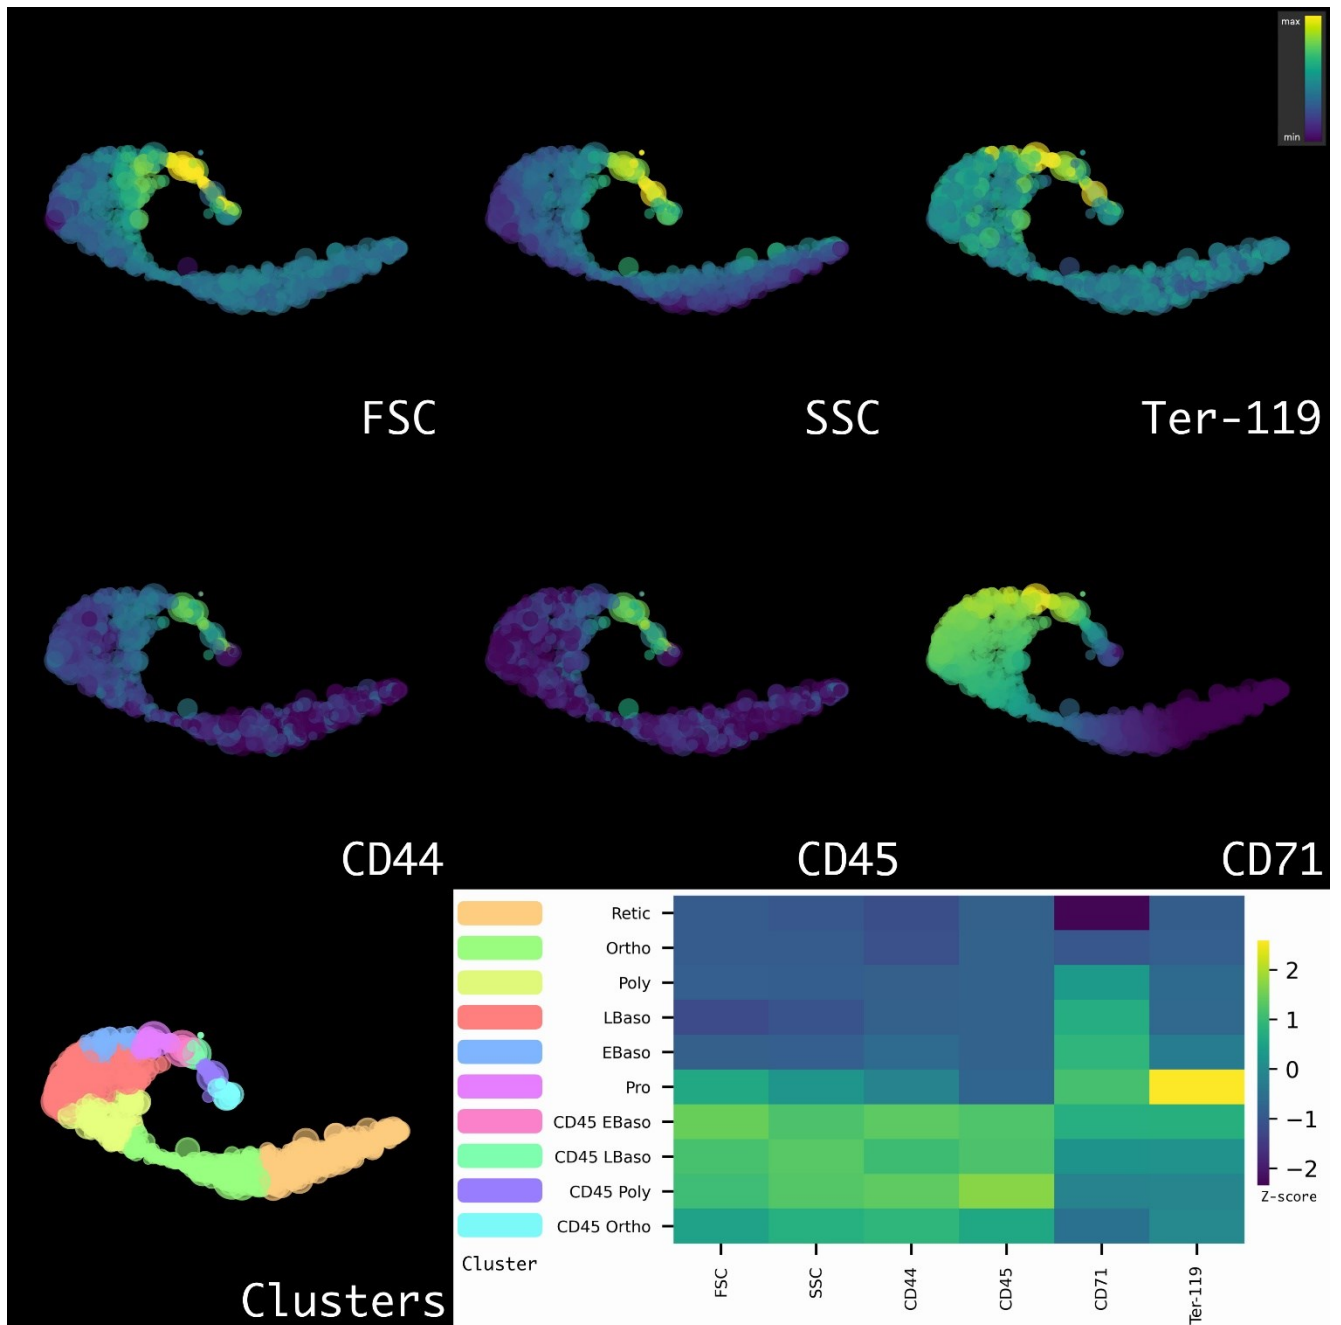 max
min
FSC
SSC
Ter-119
CD44
CD45
CD71
Clusters
Retic
Ortho
Poly
LBaso
EBaso
Pro
CD45 EBaso
CD45 LBaso
CD45 Poly
CD45 Ortho
Cluster
FSC
SSC
CD44
CD45
CD71
Ter-119
2
1
0
−1
−2
Z-score